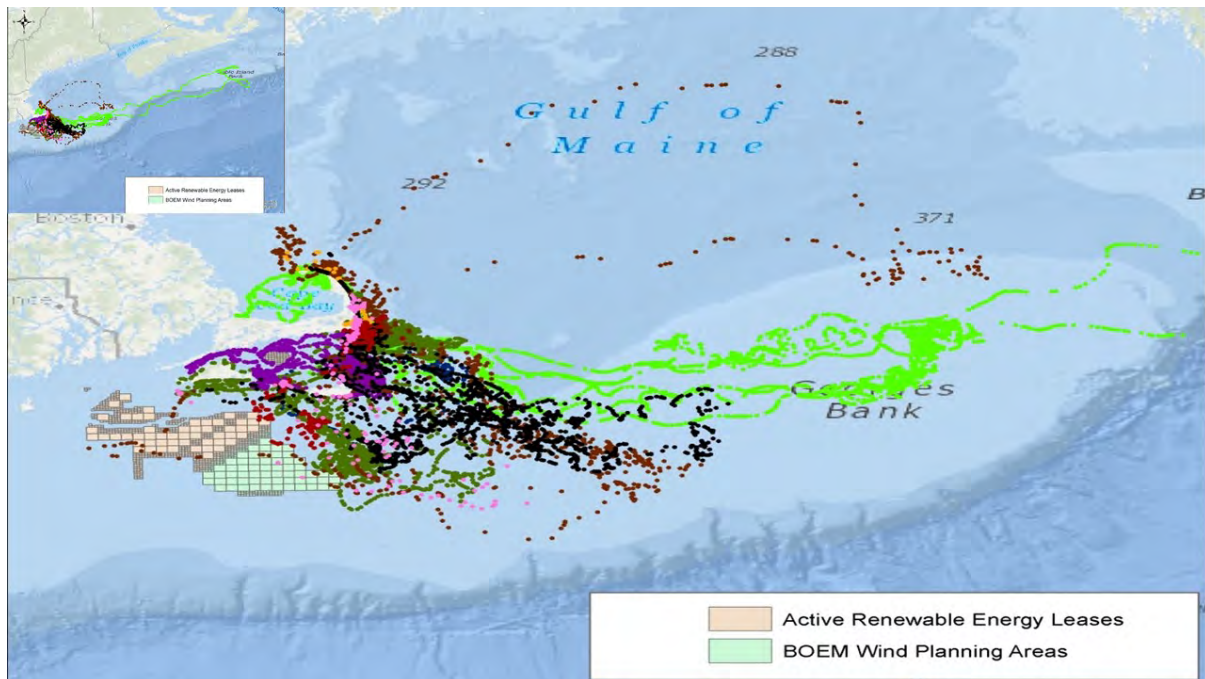 Active Renewable Energy Leases
BOEM Wind Planning Areas
288
Gulf of
Maine
292
371
Boston
Bank
Active Renewable Energy Leases
BOEM Wind Planning Areas